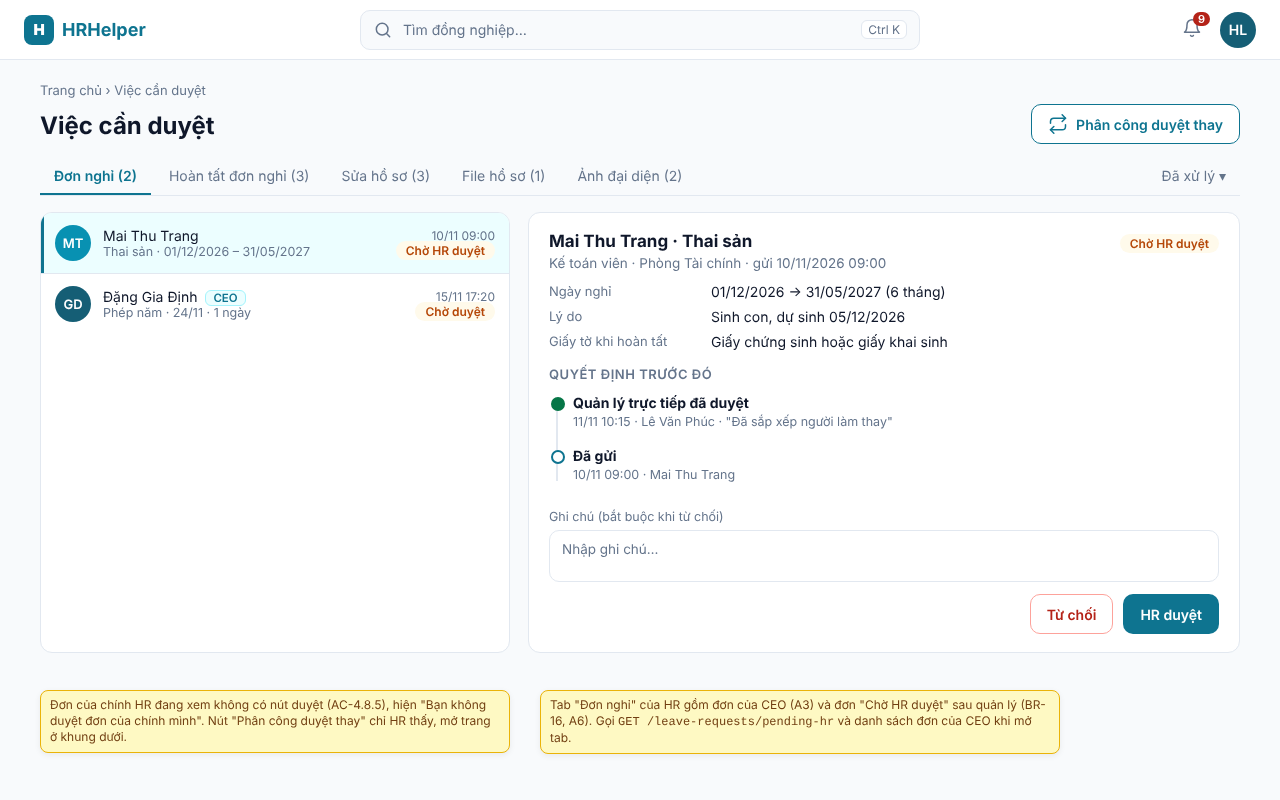 H HRHelper
Tìm đồng nghiệp...
Ctrl K
9
HL
Trang chủ › Việc cần duyệt
Việc cần duyệt
Phân công duyệt thay
Đơn nghỉ (2)
Hoàn tất đơn nghỉ (3)
Sửa hồ sơ (3)
File hồ sơ (1)
Ảnh đại diện (2)
Đã xử lý ▾
MT
Mai Thu Trang
10/11 09:00
Thai sản · 01/12/2026 – 31/05/2027
Chờ HR duyệt
GD
Đặng Gia Định CEO
15/11 17:20
Phép năm · 24/11 · 1 ngày
Chờ duyệt
Mai Thu Trang · Thai sản
Chờ HR duyệt
Kế toán viên · Phòng Tài chính · gửi 10/11/2026 09:00
Ngày nghỉ
01/12/2026 → 31/05/2027 (6 tháng)
Lý do
Sinh con, dự sinh 05/12/2026
Giấy tờ khi hoàn tất
Giấy chứng sinh hoặc giấy khai sinh
QUYẾT ĐỊNH TRƯỚC ĐÓ
Quản lý trực tiếp đã duyệt
11/11 10:15 · Lê Văn Phúc · "Đã sắp xếp người làm thay"
Đã gửi
10/11 09:00 · Mai Thu Trang
Ghi chú (bắt buộc khi từ chối)
Nhập ghi chú...
Từ chối
HR duyệt
Đơn của chính HR đang xem không có nút duyệt (AC-4.8.5), hiện "Bạn không
duyệt đơn của chính mình". Nút "Phân công duyệt thay" chỉ HR thấy, mở trang
ở khung dưới.
Tab "Đơn nghỉ" của HR gồm đơn của CEO (A3) và đơn "Chờ HR duyệt" sau quản lý (BR-
16, A6). Gọi GET /leave-requests/pending-hr và danh sách đơn của CEO khi mở
tab.